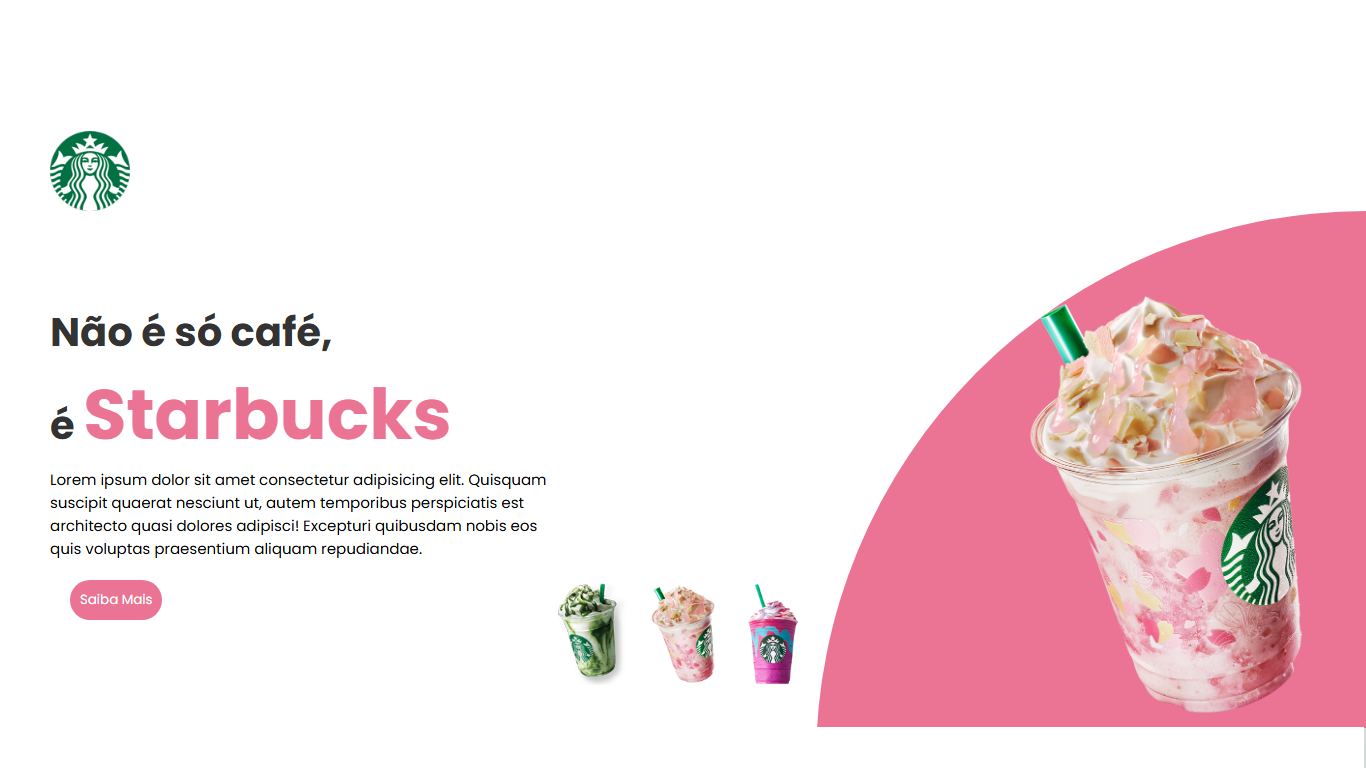 Não é só café,
é Starbucks
Lorem ipsum dolor sit amet consectetur adipisicing elit. Quisquam
suscipit quaerat nesciunt ut, autem temporibus perspiciatis est
architecto quasi dolores adipisci! Excepturi quibusdam nobis eos
quis voluptas praesentium aliquam repudiandae.
Saiba Mais